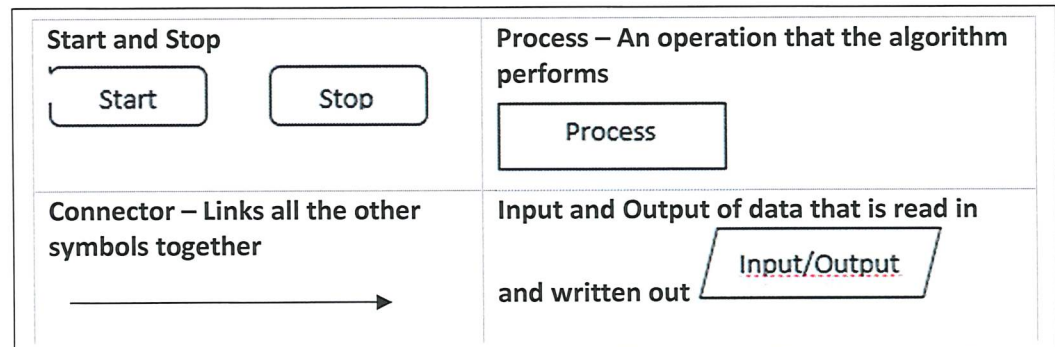 Start and Stop
Start
Stop
Process – An operation that the algorithm
performs
Process
Connector – Links all the other
symbols together
Input and Output of data that is read in
Input/Output
and written out